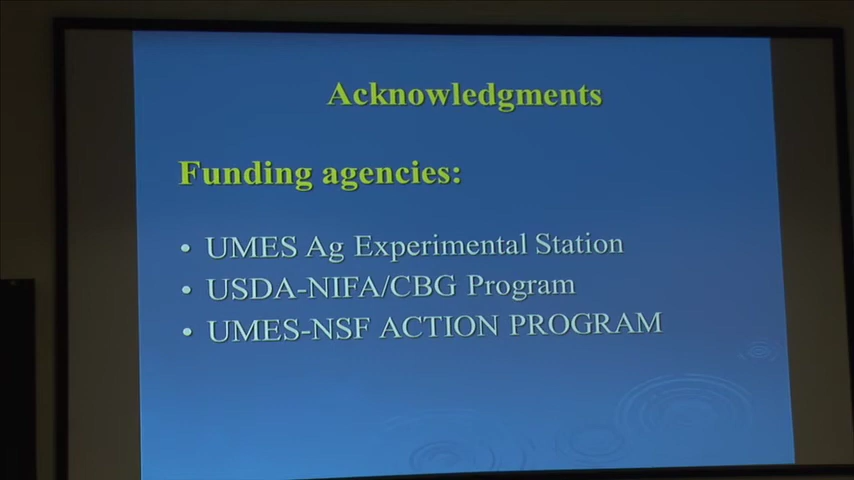 Acknowledgments
Funding agencies:
• UMES Ag Experimental Station
• USDA-NIFA/CBG Program
• UMES-NSF ACTION PROGRAM